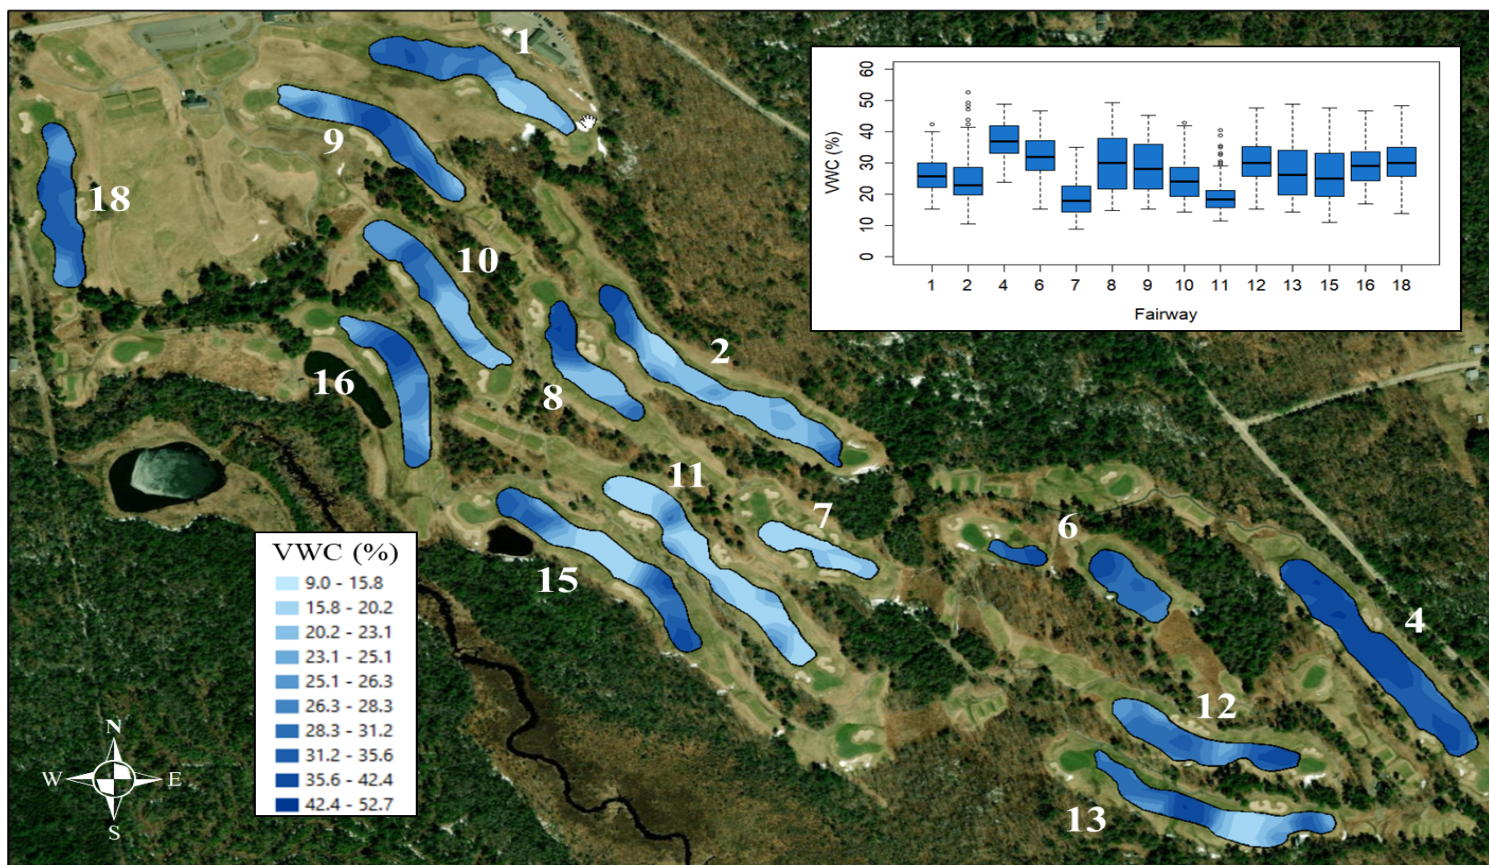 1
9
18
10
16
8
2
11
7
15
6
4
12
13
VWC (%)
9.0 - 15.8
15.8 - 20.2
20.2 - 23.1
23.1 - 25.1
25.1 - 26.3
26.3 - 28.3
28.3 - 31.2
31.2 - 35.6
35.6 - 42.4
42.4 - 52.7
N
W E
S
VWC (%)
60
50
40
30
20
10
0
1 2 4 6 7 8 9 10 11 12 13 15 16 18
Fairway